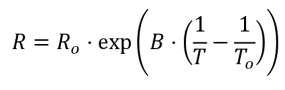 R = R_o · exp(B · (1/T − 1/T_o))